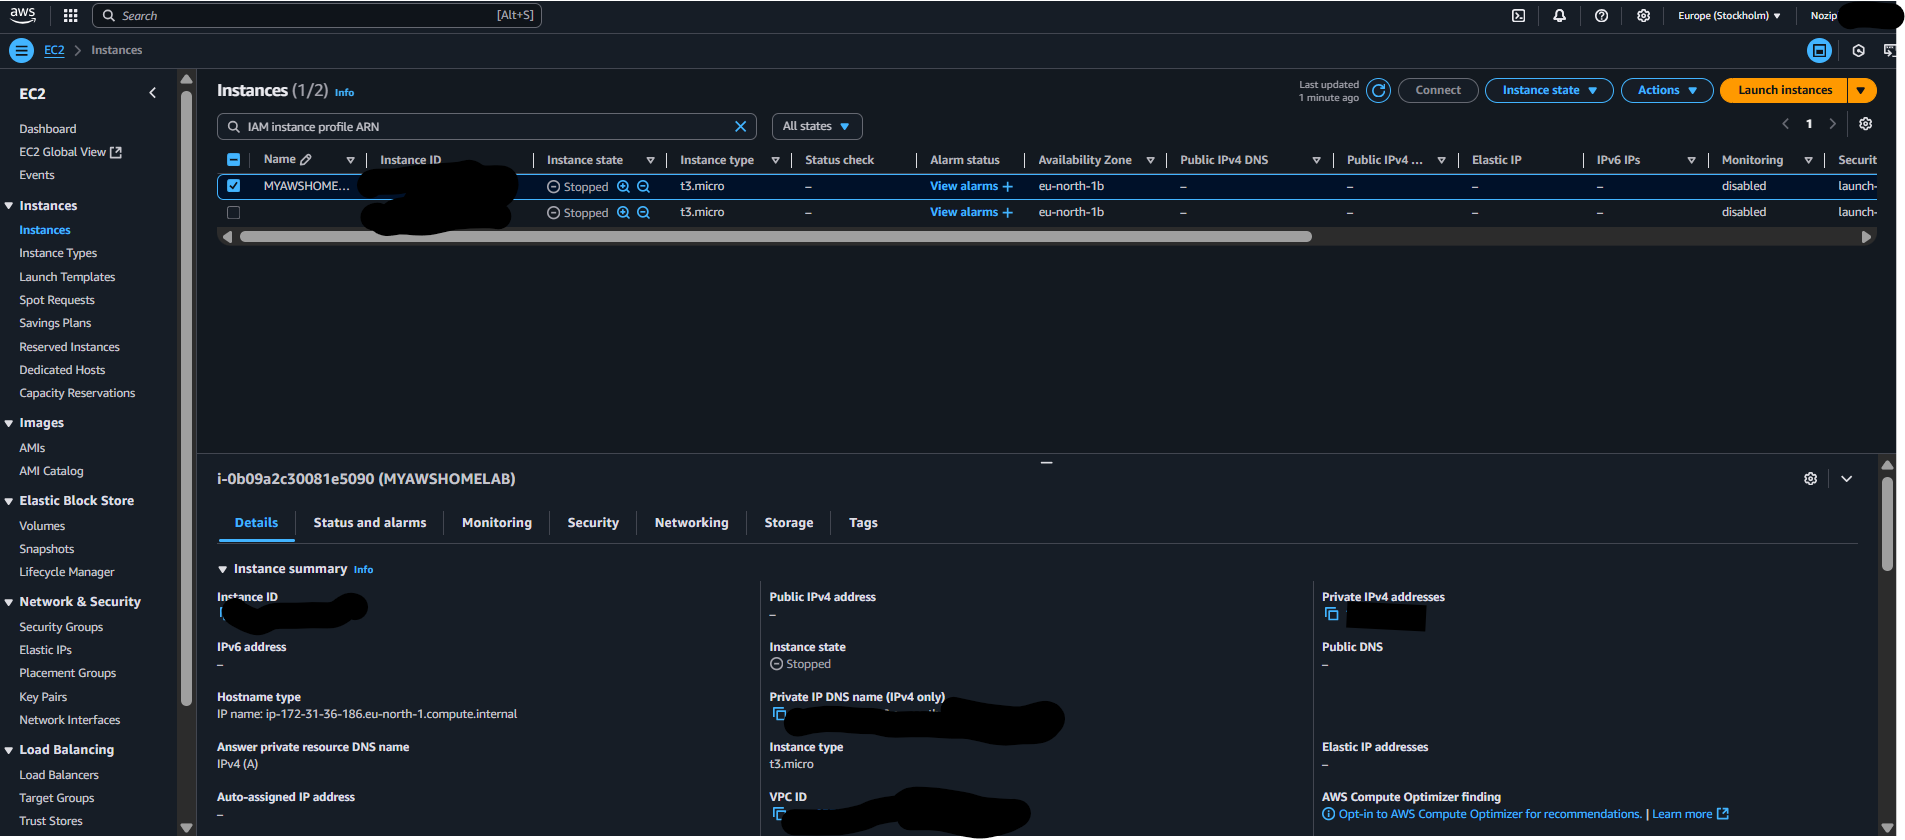 aws
Search [Alt+S]
Europe (Stockholm)
Nozip
EC2 > Instances
EC2
Dashboard
EC2 Global View
Events
Instances
Instances
Instance Types
Launch Templates
Spot Requests
Savings Plans
Reserved Instances
Dedicated Hosts
Capacity Reservations
Images
AMIs
AMI Catalog
Elastic Block Store
Volumes
Snapshots
Lifecycle Manager
Network & Security
Security Groups
Elastic IPs
Placement Groups
Key Pairs
Network Interfaces
Load Balancing
Load Balancers
Target Groups
Trust Stores
Instances (1/2) Info
Last updated
1 minute ago
Connect
Instance state
Actions
Launch instances
IAM instance profile ARN
All states
1
Name Instance ID Instance state Instance type Status check Alarm status Availability Zone Public IPv4 DNS Public IPv4 ... Elastic IP IPv6 IPs Monitoring Securit
MYAWSHOME... Stopped t3.micro – View alarms + eu-north-1b – – – – disabled launch-
Stopped t3.micro – View alarms + eu-north-1b – – – – disabled launch-
i-0b09a2c30081e5090 (MYAWSHOMELAB)
Details Status and alarms Monitoring Security Networking Storage Tags
Instance summary Info
Instance ID
IPv6 address
–
Hostname type
IP name: ip-172-31-36-186.eu-north-1.compute.internal
Answer private resource DNS name
IPv4 (A)
Auto-assigned IP address
–
Public IPv4 address
–
Instance state
Stopped
Private IP DNS name (IPv4 only)
Instance type
t3.micro
VPC ID
Private IPv4 addresses
Public DNS
–
Elastic IP addresses
–
AWS Compute Optimizer finding
Opt-in to AWS Compute Optimizer for recommendations. | Learn more